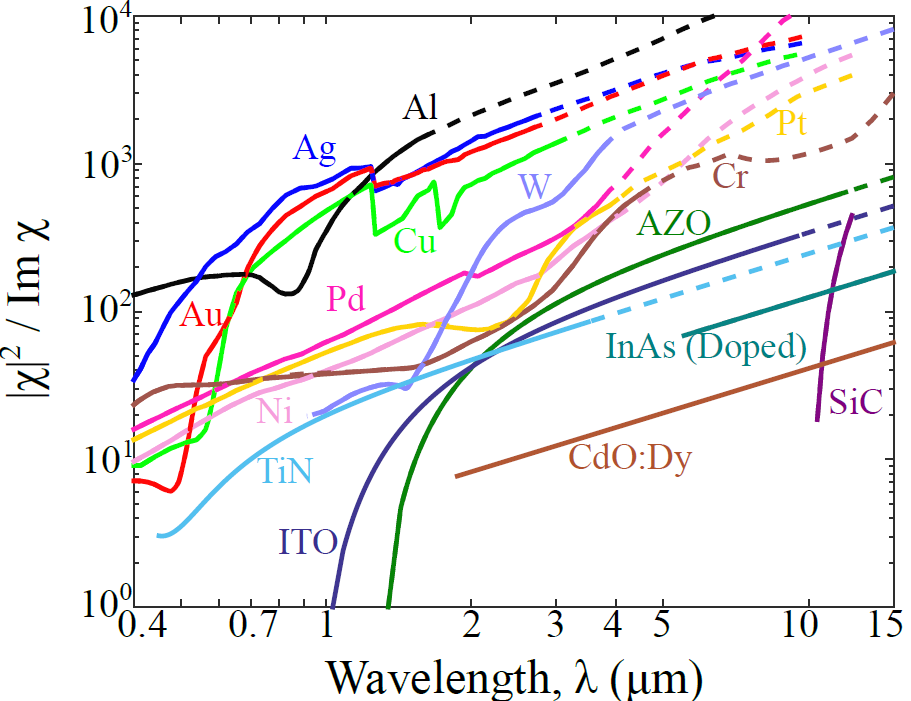 10⁴
10³
10²
10¹
10⁰
|χ|² / Im χ
Al
Ag
Pt
W
Cr
Cu
AZO
Pd
Au
InAs (Doped)
SiC
Ni
CdO:Dy
TiN
ITO
0.4 0.7 1 2 3 4 5 10 15
Wavelength, λ (μm)